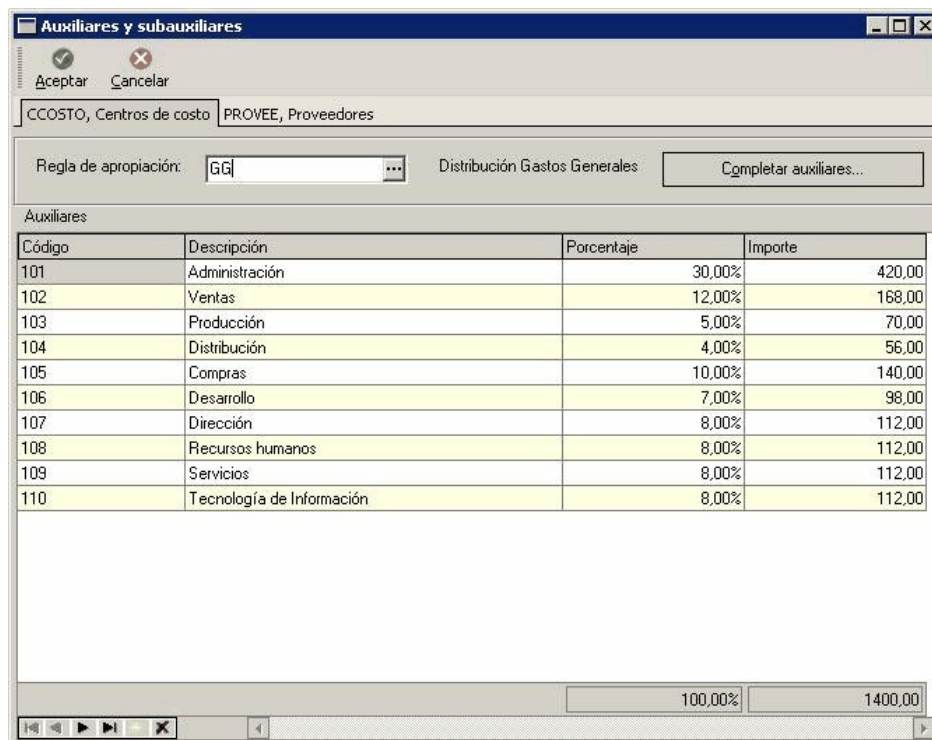 Auxiliares y subauxiliares
Aceptar Cancelar
CCOSTO, Centros de costo PROVEE, Proveedores
Regla de apropiación: GG ... Distribución Gastos Generales Completar auxiliares...
Auxiliares
Código Descripción Porcentaje Importe
101 Administración 30,00% 420,00
102 Ventas 12,00% 168,00
103 Producción 5,00% 70,00
104 Distribución 4,00% 56,00
105 Compras 10,00% 140,00
106 Desarrollo 7,00% 98,00
107 Dirección 8,00% 112,00
108 Recursos humanos 8,00% 112,00
109 Servicios 8,00% 112,00
110 Tecnología de Información 8,00% 112,00
100,00% 1400,00